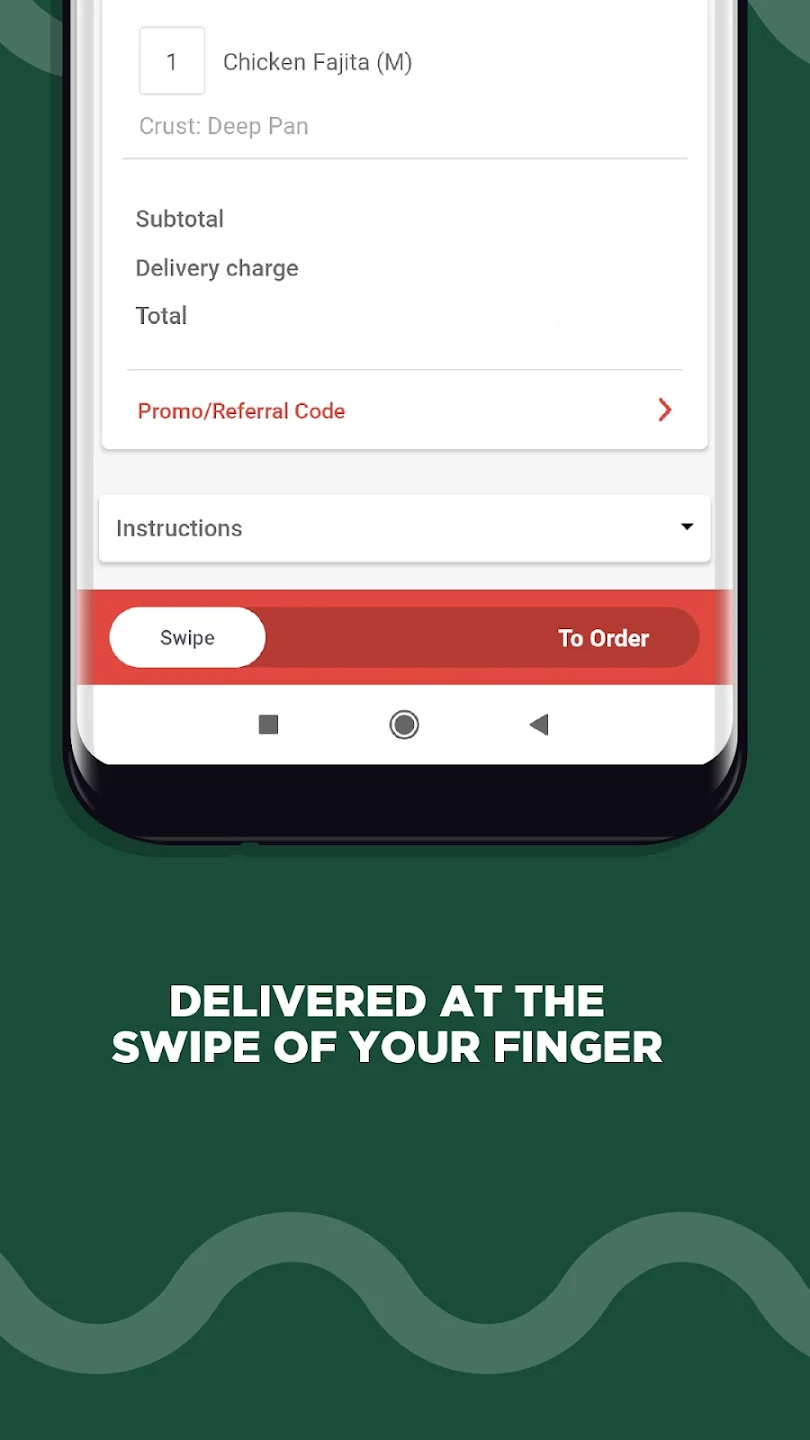 1 Chicken Fajita (M)
Crust: Deep Pan
Subtotal
Delivery charge
Total
Promo/Referral Code
Instructions
Swipe To Order
DELIVERED AT THE
SWIPE OF YOUR FINGER